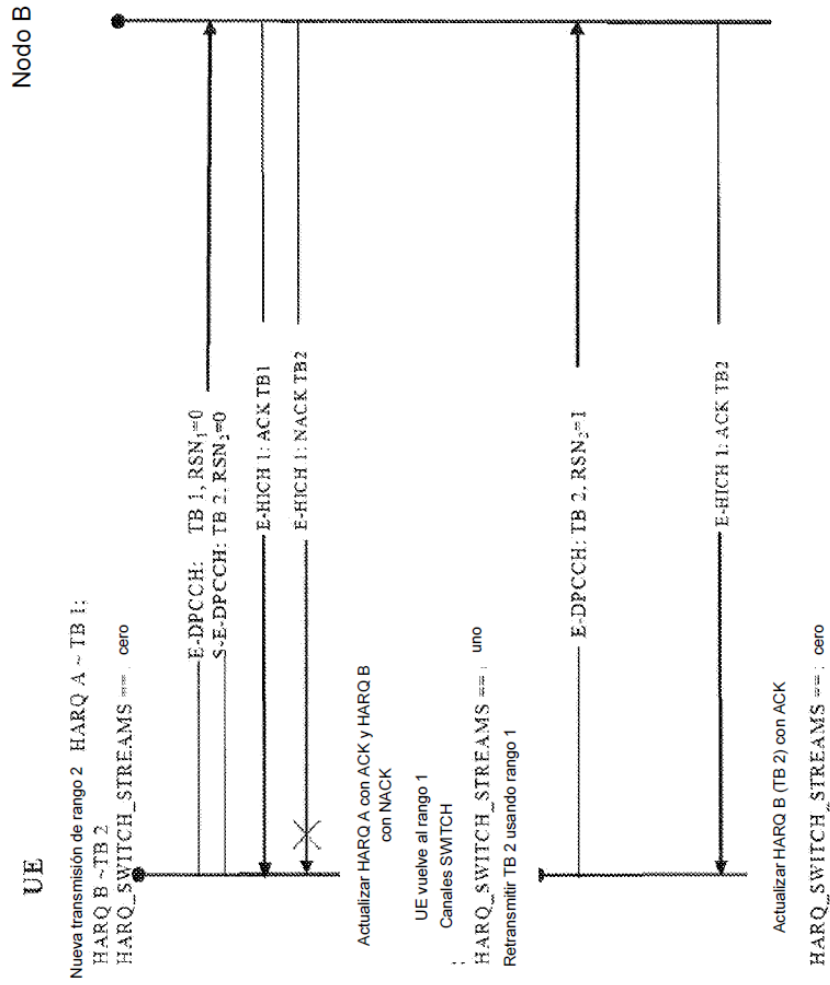 UE
Nodo B
Nueva transmisión de rango 2 HARQ A ~ TB 1;
HARQ B ~TB 2
HARQ_SWITCH_STREAMS == . cero
E-DPCCH: TB 1, RSN₁=0
S-E-DPCCH: TB 2, RSN₂=0
E-HICH 1: ACK TB1
E-HICH 1: NACK TB2
Actualizar HARQ A con ACK y HARQ B
con NACK
UE vuelve al rango 1
Canales SWITCH
;
HARQ_SWITCH_STREAMS == ; uno
Retransmitir TB 2 usando rango 1
E-DPCCH: TB 2, RSN₂=1
E-HICH 1: ACK TB2
Actualizar HARQ B (TB 2) con ACK
HARQ_SWITCH_STREAMS == ; cero